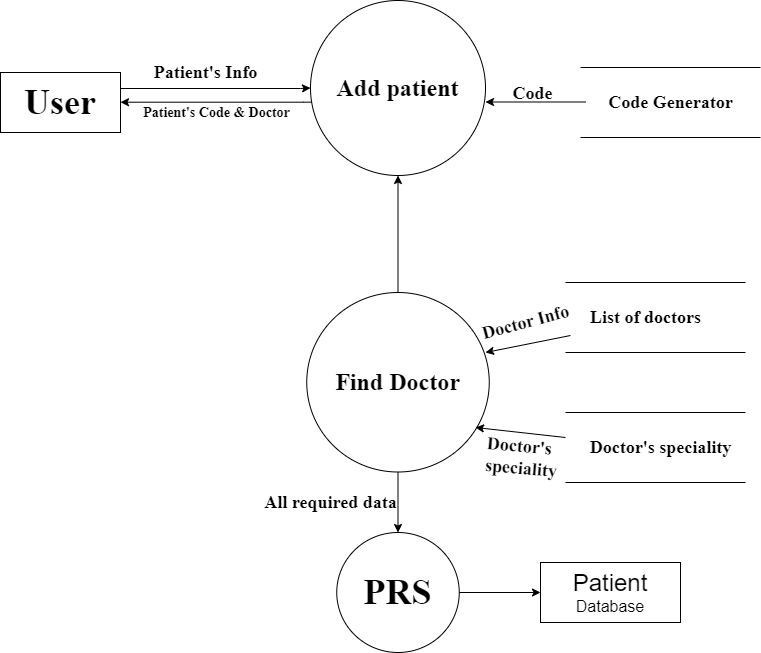 Patient's Info
User
Add patient
Patient's Code & Doctor
Code
Code Generator
Doctor Info
List of doctors
Find Doctor
Doctor's
speciality
Doctor's speciality
All required data
PRS
Patient
Database